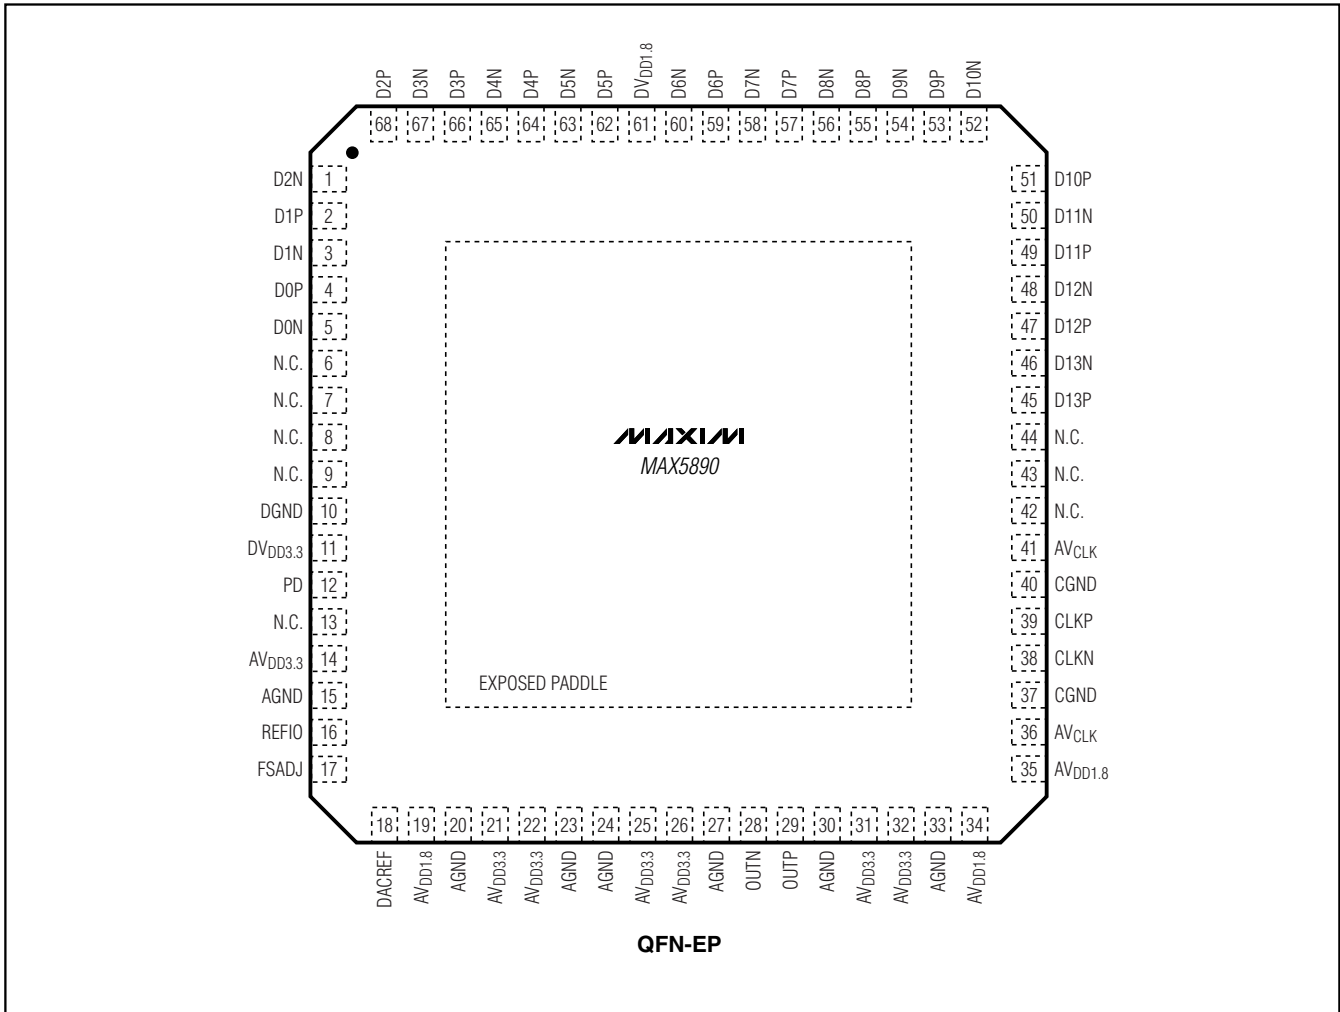 D2P D3N D3P D4N D4P D5N D5P DVDD1.8 D6N D6P D7N D7P D8N D8P D9N D9P D10N
68 67 66 65 64 63 62 61 60 59 58 57 56 55 54 53 52
D2N 1
D1P 2
D1N 3
D0P 4
D0N 5
N.C. 6
N.C. 7
N.C. 8
N.C. 9
DGND 10
DVDD3.3 11
PD 12
N.C. 13
AVDD3.3 14
AGND 15
REFIO 16
FSADJ 17
MAXIM
MAX5890
EXPOSED PADDLE
51 D10P
50 D11N
49 D11P
48 D12N
47 D12P
46 D13N
45 D13P
44 N.C.
43 N.C.
42 N.C.
41 AVCLK
40 CGND
39 CLKP
38 CLKN
37 CGND
36 AVCLK
35 AVDD1.8
18 19 20 21 22 23 24 25 26 27 28 29 30 31 32 33 34
DACREF AVDD1.8 AGND AVDD3.3 AVDD3.3 AGND AGND AVDD3.3 AVDD3.3 AGND OUTN OUTP AGND AVDD3.3 AVDD3.3 AGND AVDD1.8
QFN-EP